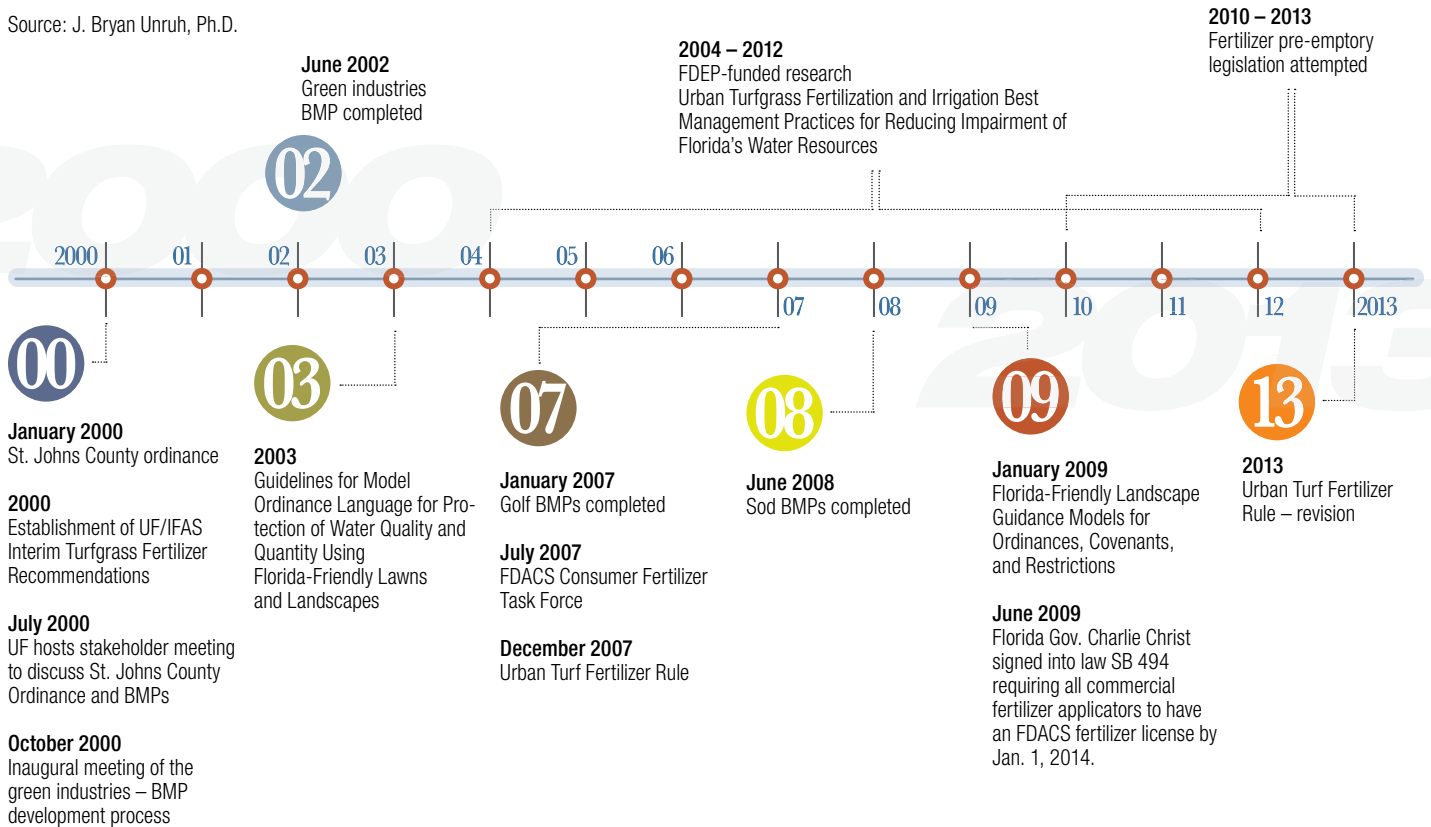 Source: J. Bryan Unruh, Ph.D.
June 2002
Green industries
BMP completed
2004 – 2012
FDEP-funded research
Urban Turfgrass Fertilization and Irrigation Best
Management Practices for Reducing Impairment of
Florida's Water Resources
2010 – 2013
Fertilizer pre-emptory
legislation attempted
2000
02
2000 01 02 03 04 05 06
07 08 09 10 11 12 2013
2013
00
January 2000
St. Johns County ordinance
2000
Establishment of UF/IFAS
Interim Turfgrass Fertilizer
Recommendations
July 2000
UF hosts stakeholder meeting
to discuss St. Johns County
Ordinance and BMPs
October 2000
Inaugural meeting of the
green industries – BMP
development process
03
2003
Guidelines for Model
Ordinance Language for Pro-
tection of Water Quality and
Quantity Using
Florida-Friendly Lawns
and Landscapes
07
January 2007
Golf BMPs completed
July 2007
FDACS Consumer Fertilizer
Task Force
December 2007
Urban Turf Fertilizer Rule
08
June 2008
Sod BMPs completed
09
January 2009
Florida-Friendly Landscape
Guidance Models for
Ordinances, Covenants,
and Restrictions
June 2009
Florida Gov. Charlie Christ
signed into law SB 494
requiring all commercial
fertilizer applicators to have
an FDACS fertilizer license by
Jan. 1, 2014.
13
2013
Urban Turf Fertilizer
Rule – revision